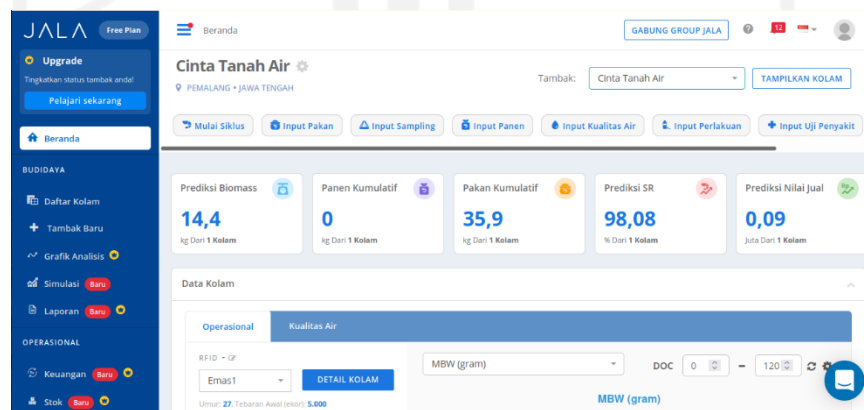 JALA Free Plan
Upgrade
Tingkatkan status tambak anda!
Pelajari sekarang
Beranda
BUDIDAYA
Daftar Kolam
Tambak Baru
Grafik Analisis
Simulasi Baru
Laporan Baru
OPERASIONAL
Keuangan Baru
Stok Baru
Beranda
GABUNG GROUP JALA
12
Cinta Tanah Air
PEMALANG • JAWA TENGAH
Tambak: Cinta Tanah Air TAMPILKAN KOLAM
Mulai Siklus Input Pakan Input Sampling Input Panen Input Kualitas Air Input Perlakuan Input Uji Penyakit
Prediksi Biomass
14,4
kg Dari 1 Kolam
Panen Kumulatif
0
kg Dari 1 Kolam
Pakan Kumulatif
35,9
kg Dari 1 Kolam
Prediksi SR
98,08
% Dari 1 Kolam
Prediksi Nilai Jual
Rp
0,09
Juta Dari 1 Kolam
Data Kolam
Operasional Kualitas Air
RFID -
Emas1 DETAIL KOLAM
Umur: 27, Tebaran Awal (ekor): 5.000
MBW (gram) DOC 0 – 120
MBW (gram)